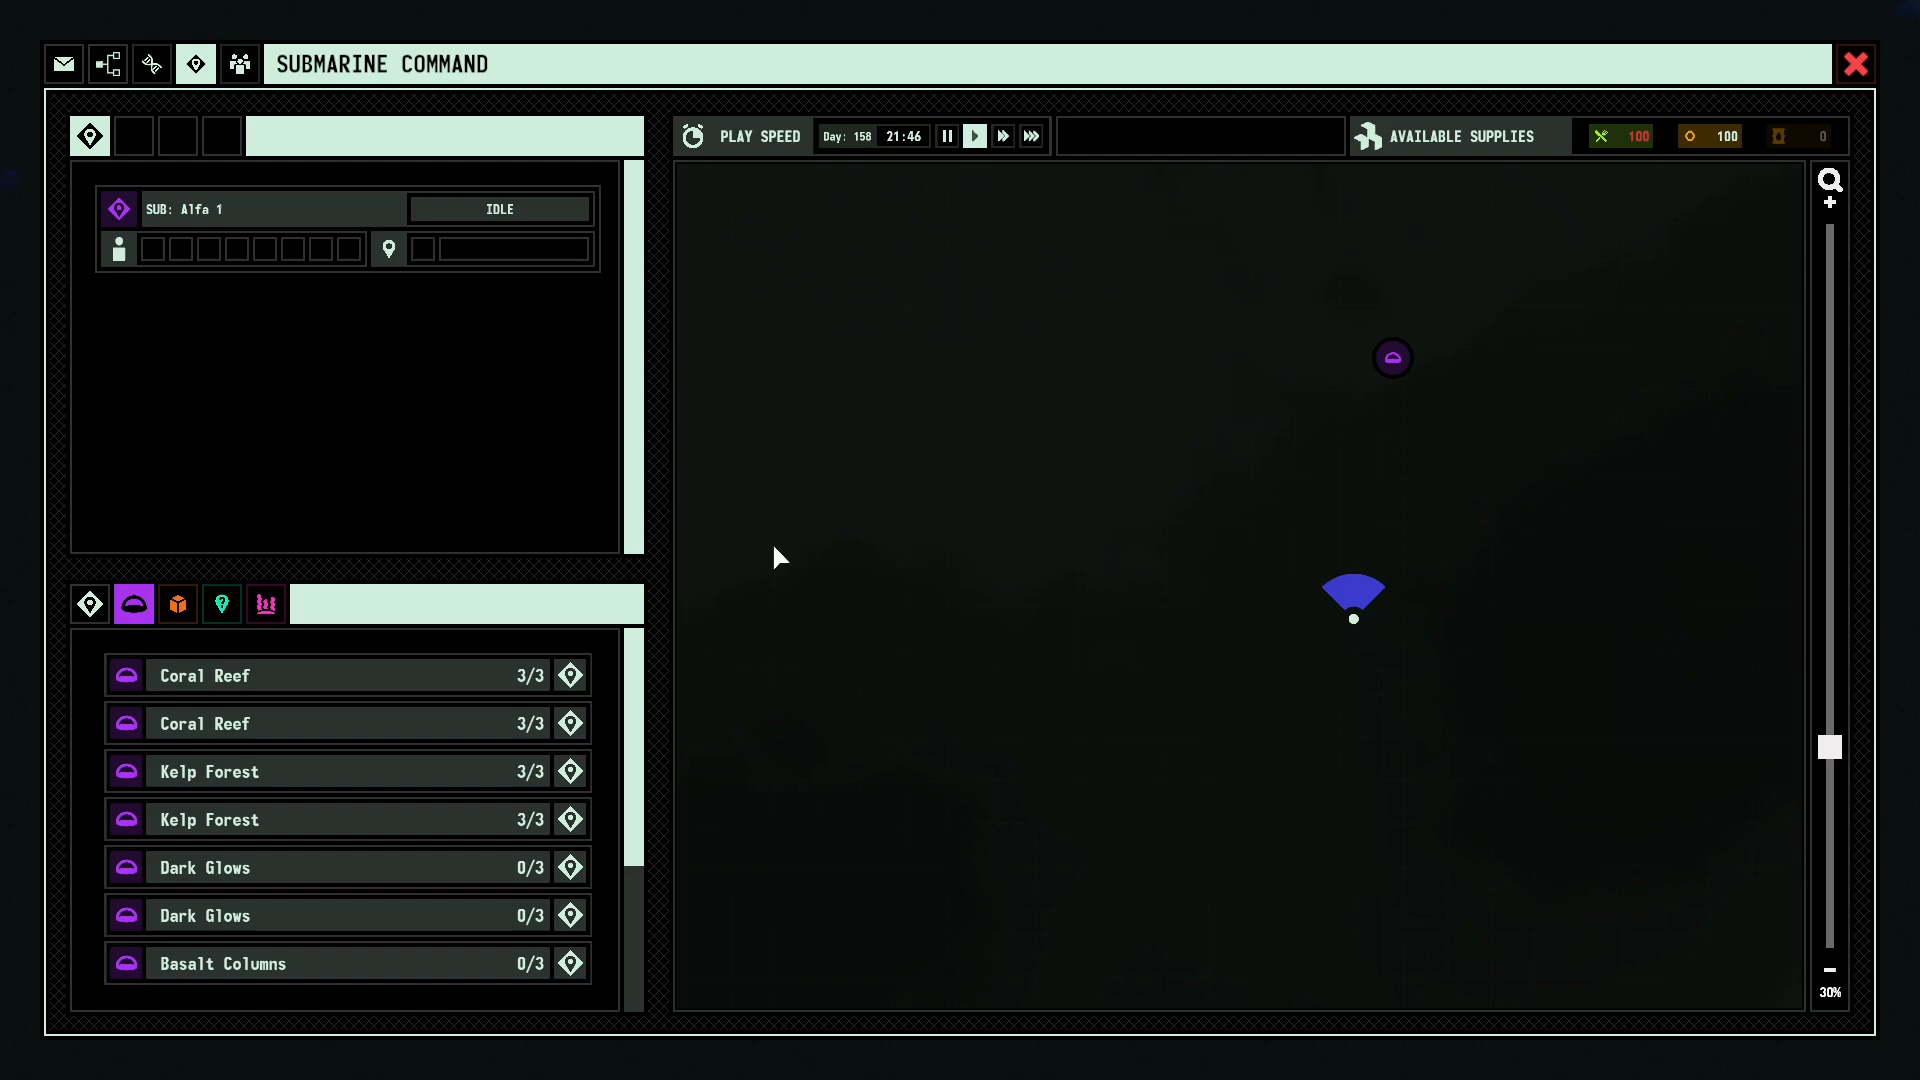 SUBMARINE COMMAND
PLAY SPEED
Day: 158 21:46
AVAILABLE SUPPLIES
100
100
0
SUB: Alfa 1
IDLE
Coral Reef 3/3
Coral Reef 3/3
Kelp Forest 3/3
Kelp Forest 3/3
Dark Glows 0/3
Dark Glows 0/3
Basalt Columns 0/3
30%